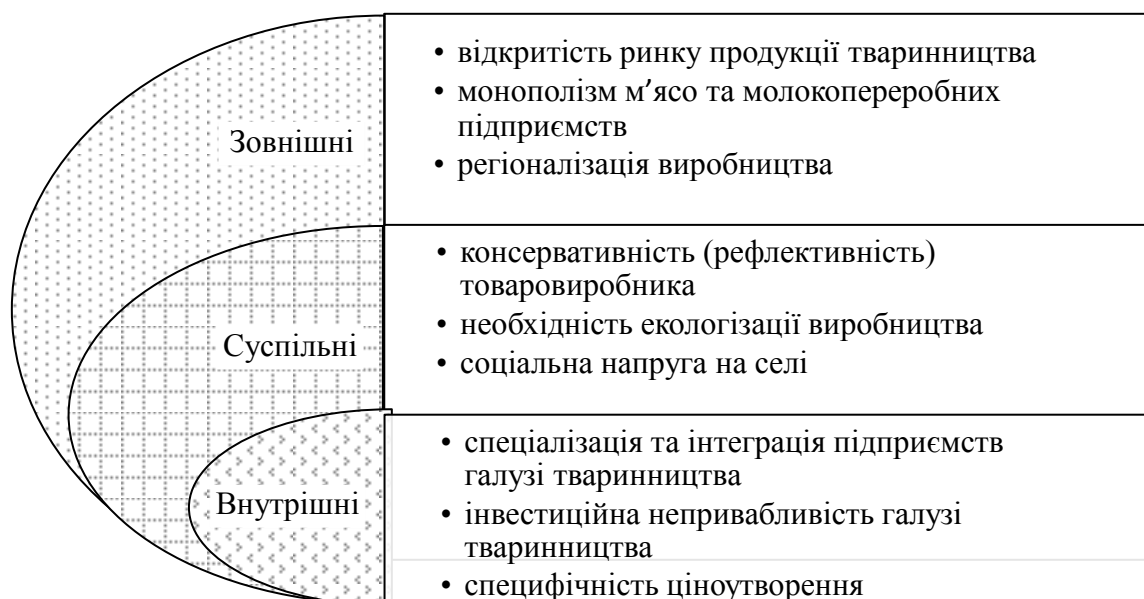 Зовнішні
• відкритість ринку продукції тваринництва
• монополізм м’ясо та молокопереробних
підприємств
• регіоналізація виробництва
Суспільні
• консервативність (рефлективність)
товаровиробника
• необхідність екологізації виробництва
• соціальна напруга на селі
Внутрішні
• спеціалізація та інтеграція підприємств
галузі тваринництва
• інвестиційна непривабливість галузі
тваринництва
• специфічність ціноутворення